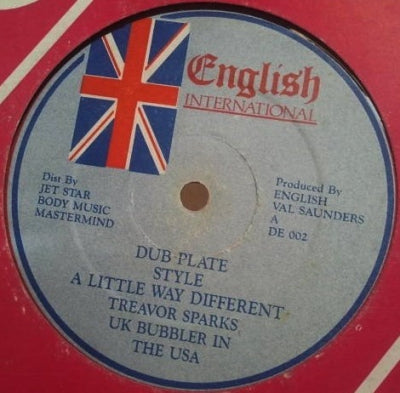 English
INTERNATIONAL
Dist By
JET STAR
BODY MUSIC
MASTERMIND
Produced By
ENGLISH
VAL SAUNDERS
A
DE 002
DUB PLATE
STYLE
A LITTLE WAY DIFFERENT
TREAVOR SPARKS
UK BUBBLER IN
THE USA